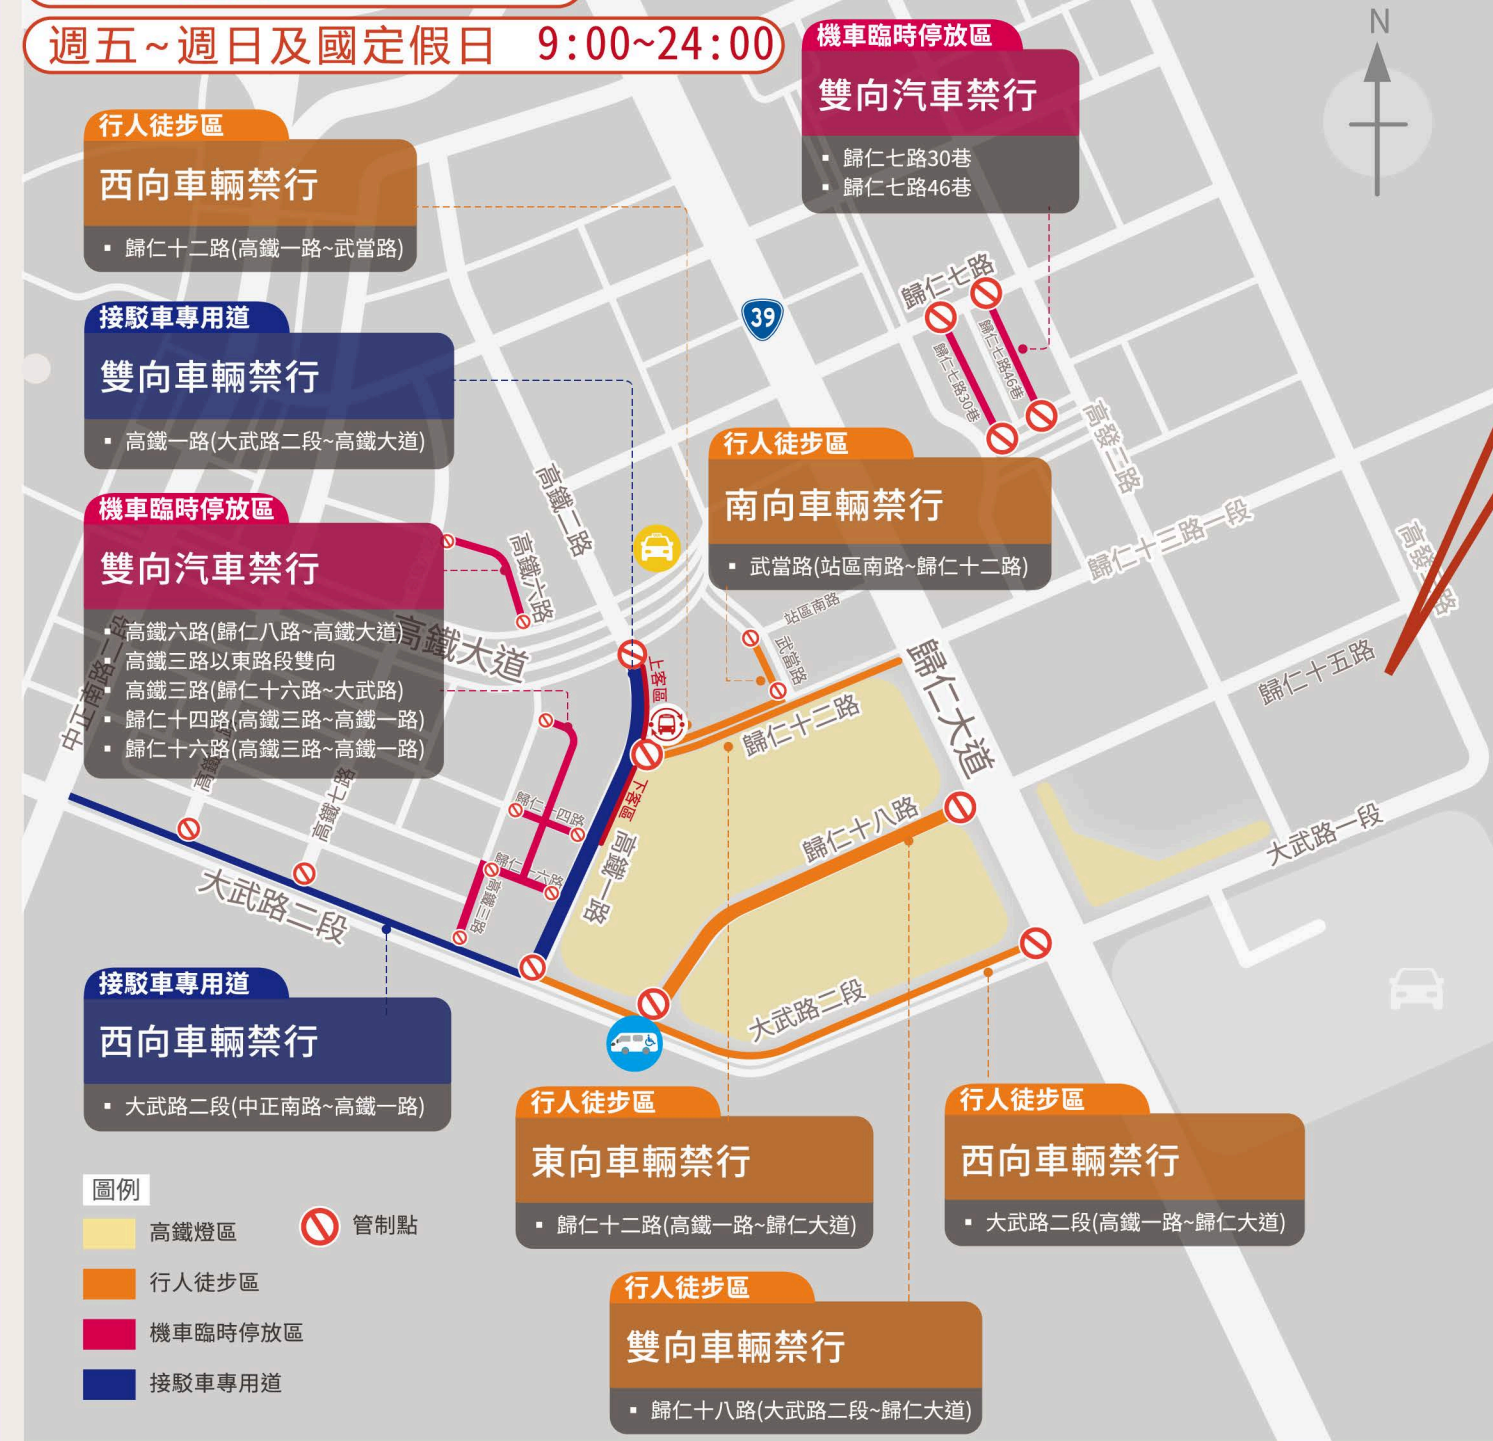 週五~週日及國定假日 9:00~24:00
機車臨時停放區
雙向汽車禁行
▪ 歸仁七路30巷
▪ 歸仁七路46巷
N
行人徒步區
西向車輛禁行
▪ 歸仁十二路(高鐵一路~武當路)
接駁車專用道
雙向車輛禁行
▪ 高鐵一路(大武路二段~高鐵大道)
機車臨時停放區
雙向汽車禁行
▪ 高鐵六路(歸仁八路~高鐵大道)
▪ 高鐵三路以東路段雙向
▪ 高鐵三路(歸仁十六路~大武路)
▪ 歸仁十四路(高鐵三路~高鐵一路)
▪ 歸仁十六路(高鐵三路~高鐵一路)
39
歸仁七路
歸仁七路30巷
歸仁七路46巷
高發二路
行人徒步區
南向車輛禁行
▪ 武當路(站區南路~歸仁十二路)
高鐵二路
高鐵六路
歸仁十三路一段
高發三路
站區南路
武當路
高鐵大道
中正南路二段
上客區
下客區
歸仁十二路
歸仁大道
歸仁十五路
高鐵七路
歸仁十四路
歸仁十六路
高鐵三路
高鐵一路
歸仁十八路
大武路一段
大武路二段
大武路二段
接駁車專用道
西向車輛禁行
▪ 大武路二段(中正南路~高鐵一路)
行人徒步區
東向車輛禁行
▪ 歸仁十二路(高鐵一路~歸仁大道)
行人徒步區
西向車輛禁行
▪ 大武路二段(高鐵一路~歸仁大道)
行人徒步區
雙向車輛禁行
▪ 歸仁十八路(大武路二段~歸仁大道)
圖例
高鐵燈區
管制點
行人徒步區
機車臨時停放區
接駁車專用道